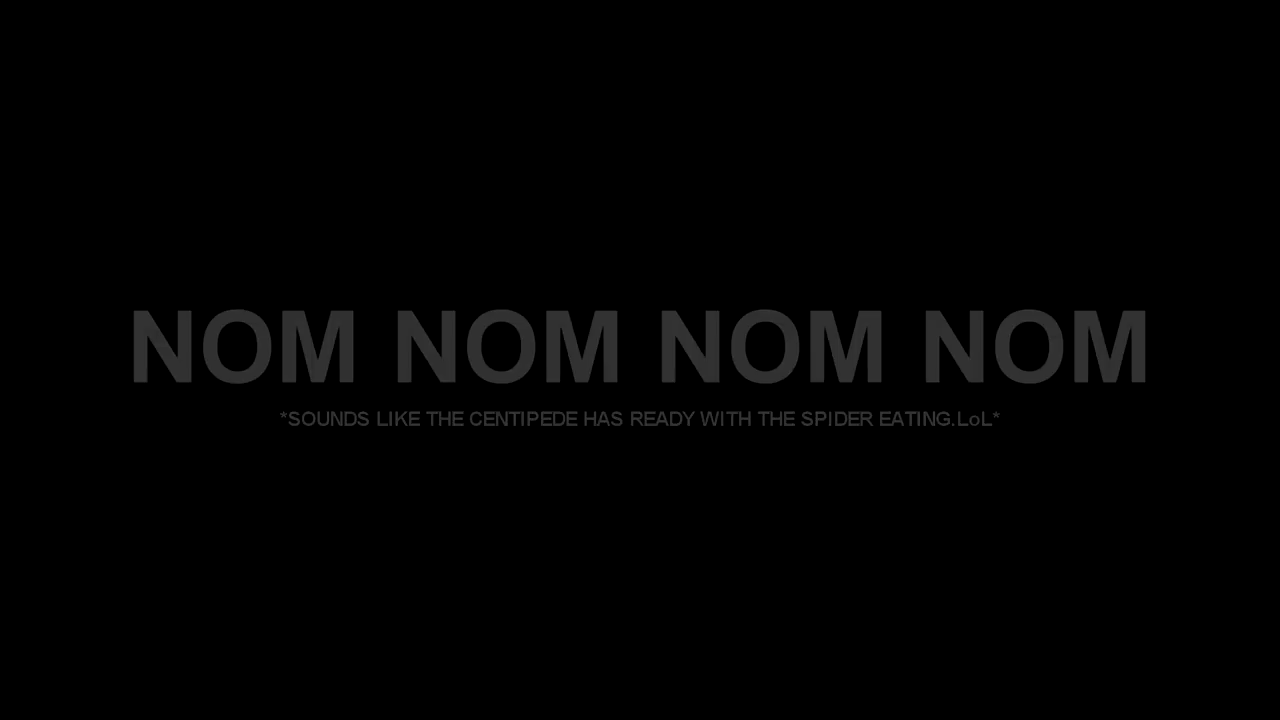 NOM NOM NOM NOM
*SOUNDS LIKE THE CENTIPEDE HAS READY WITH THE SPIDER EATING.LoL*